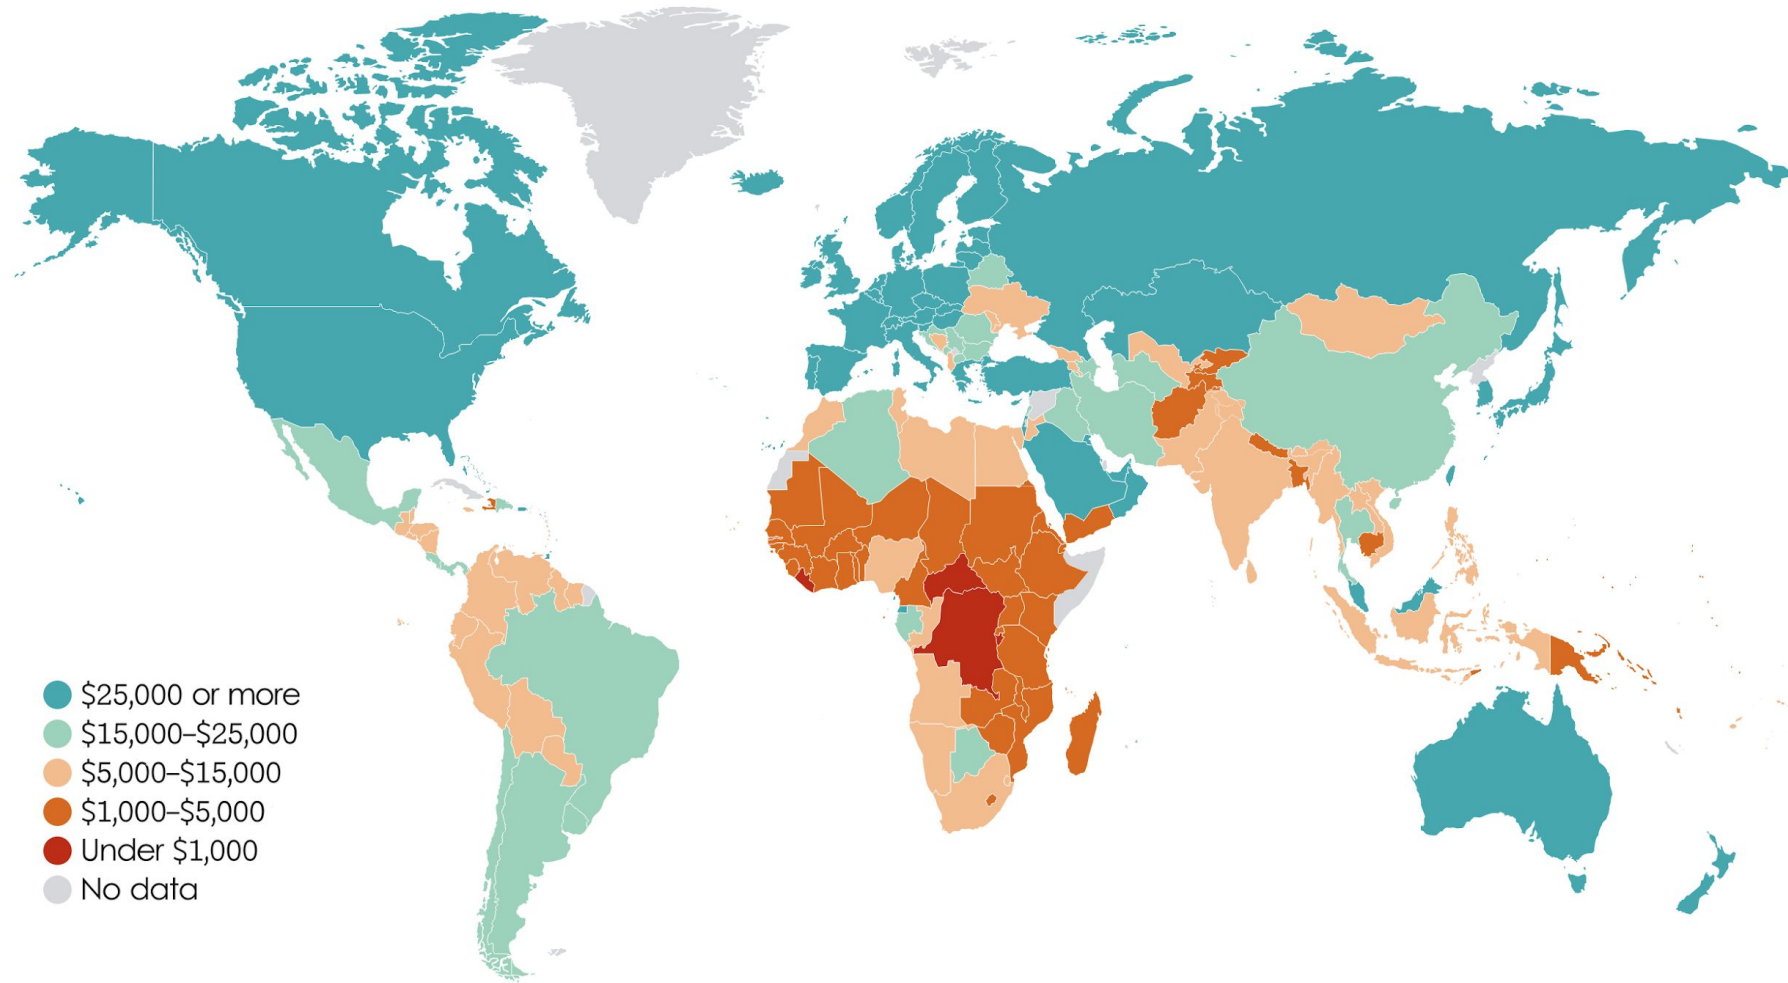 $25,000 or more
$15,000–$25,000
$5,000–$15,000
$1,000–$5,000
Under $1,000
No data